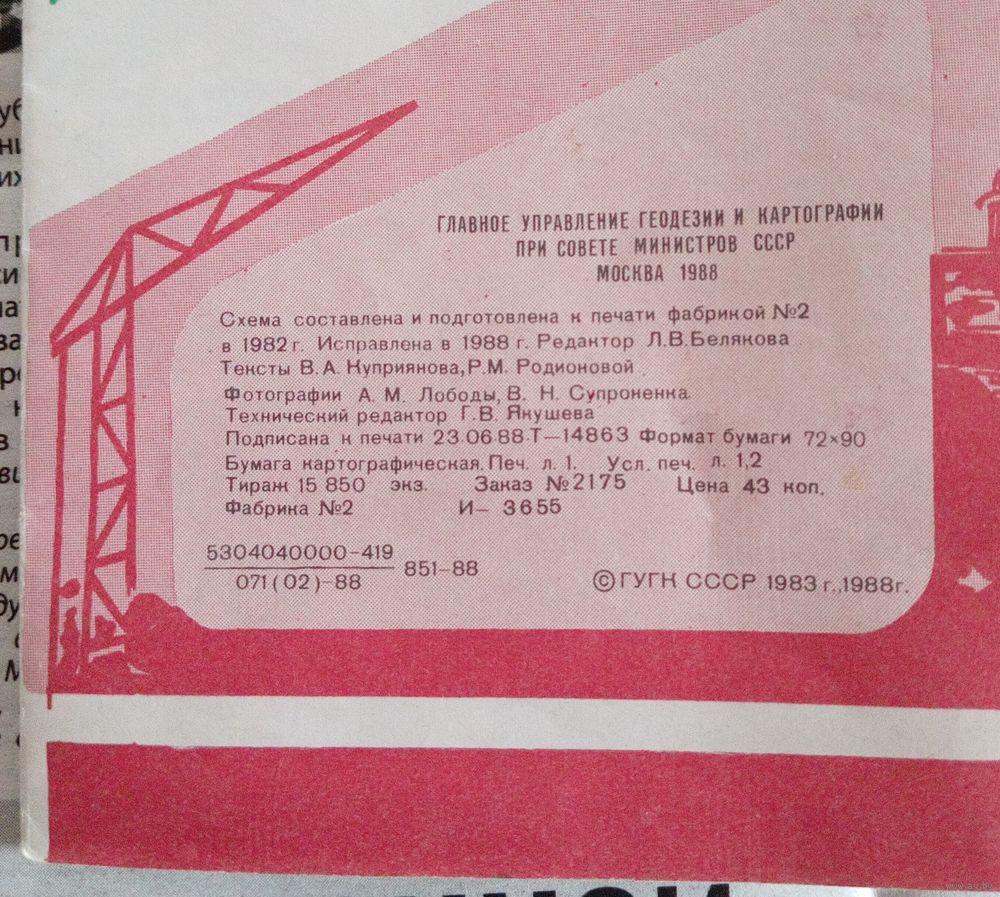 ГЛАВНОЕ УПРАВЛЕНИЕ ГЕОДЕЗИИ И КАРТОГРАФИИ
ПРИ СОВЕТЕ МИНИСТРОВ СССР
МОСКВА 1988
Схема составлена и подготовлена к печати фабрикой №2
в 1982 г. Исправлена в 1988 г. Редактор Л.В.Белякова
Тексты В.А.Куприянова, Р.М. Родионовой
Фотографии А.М. Лободы, В. Н. Супроненка
Технический редактор Г.В. Якушева
Подписана к печати 23.06.88. Т–14863 Формат бумаги 72×90
Бумага картографическая. Печ. л. 1. Усл. печ. л. 1,2
Тираж 15 850 экз. Заказ №2175 Цена 43 коп.
Фабрика №2 И– 3655
5304040000–419
071(02)–88
851–88
©ГУГК СССР 1983 г.,1988г.